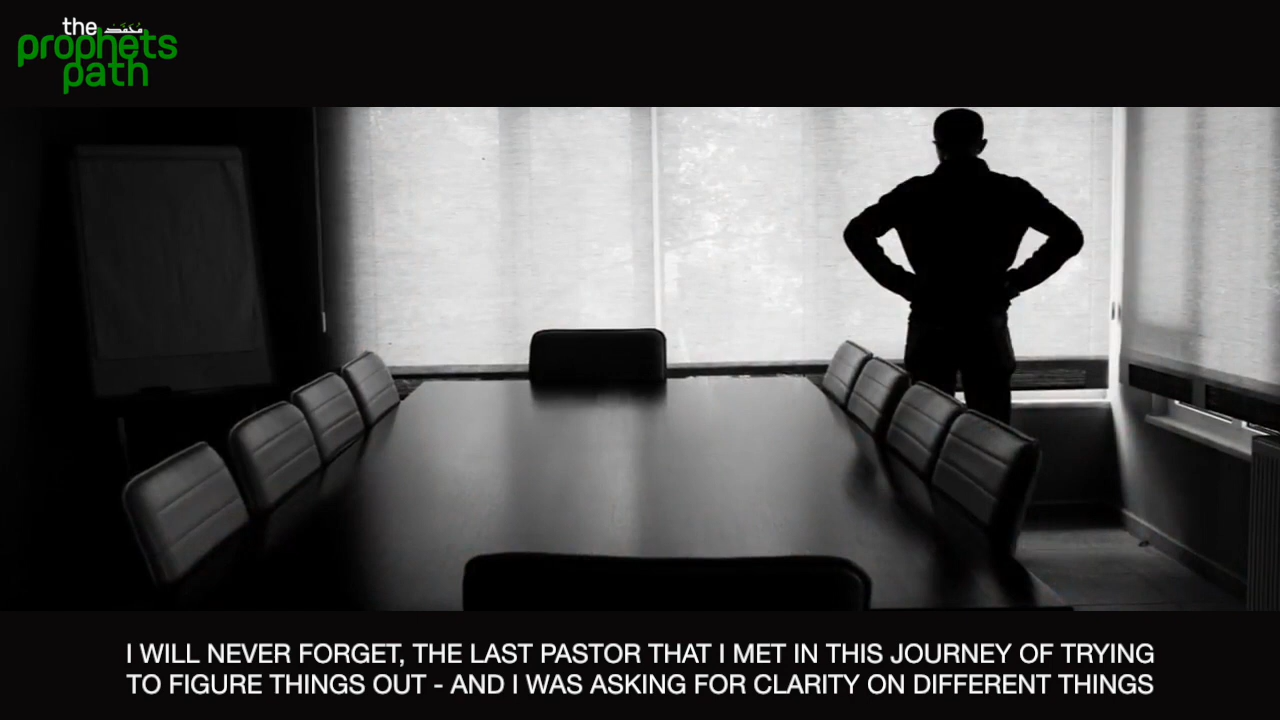 the مُحَمَّد
prophets
path
I WILL NEVER FORGET, THE LAST PASTOR THAT I MET IN THIS JOURNEY OF TRYING
TO FIGURE THINGS OUT - AND I WAS ASKING FOR CLARITY ON DIFFERENT THINGS